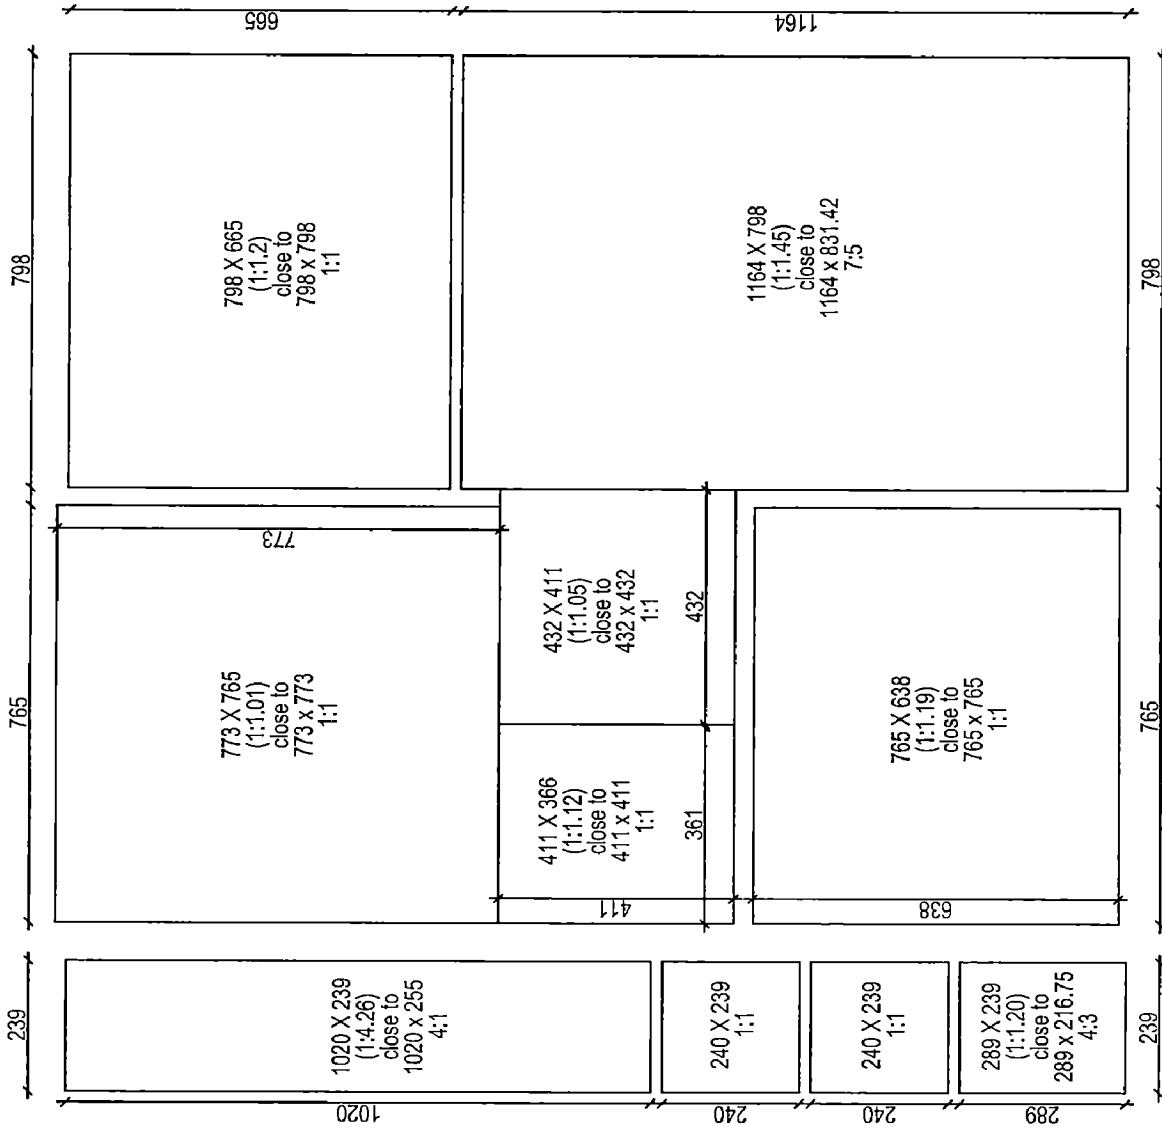 665
1164
798
765
239
798 X 665
(1:1.2)
close to
798 x 798
1:1
1164 X 798
(1:1.45)
close to
1164 x 831.42
7:5
773
773 X 765
(1:1.01)
close to
773 x 773
1:1
432 X 411
(1:1.05)
close to
432 x 432
1:1
432
411 X 366
(1:1.12)
close to
411 x 411
1:1
361
411
765 X 638
(1:1.19)
close to
765 x 765
1:1
638
1020 X 239
(1:4.26)
close to
1020 x 255
4:1
240 X 239
1:1
240 X 239
1:1
289 X 239
(1:1.20)
close to
289 x 216.75
4:3
798
765
239
1020
240
240
289